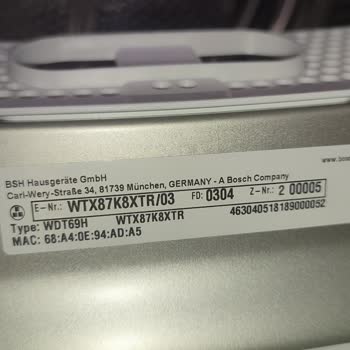 BSH Hausgeräte GmbH
Carl-Wery-Straße 34, 81739 München, GERMANY - A Bosch Company
E-Nr.: WTX87K8XTR/03 FD: 0304 Z-Nr.: 2 00005
Type: WDT69H WTX87K8XTR 463040518189000052
MAC: 68:A4:0E:94:AD:A5